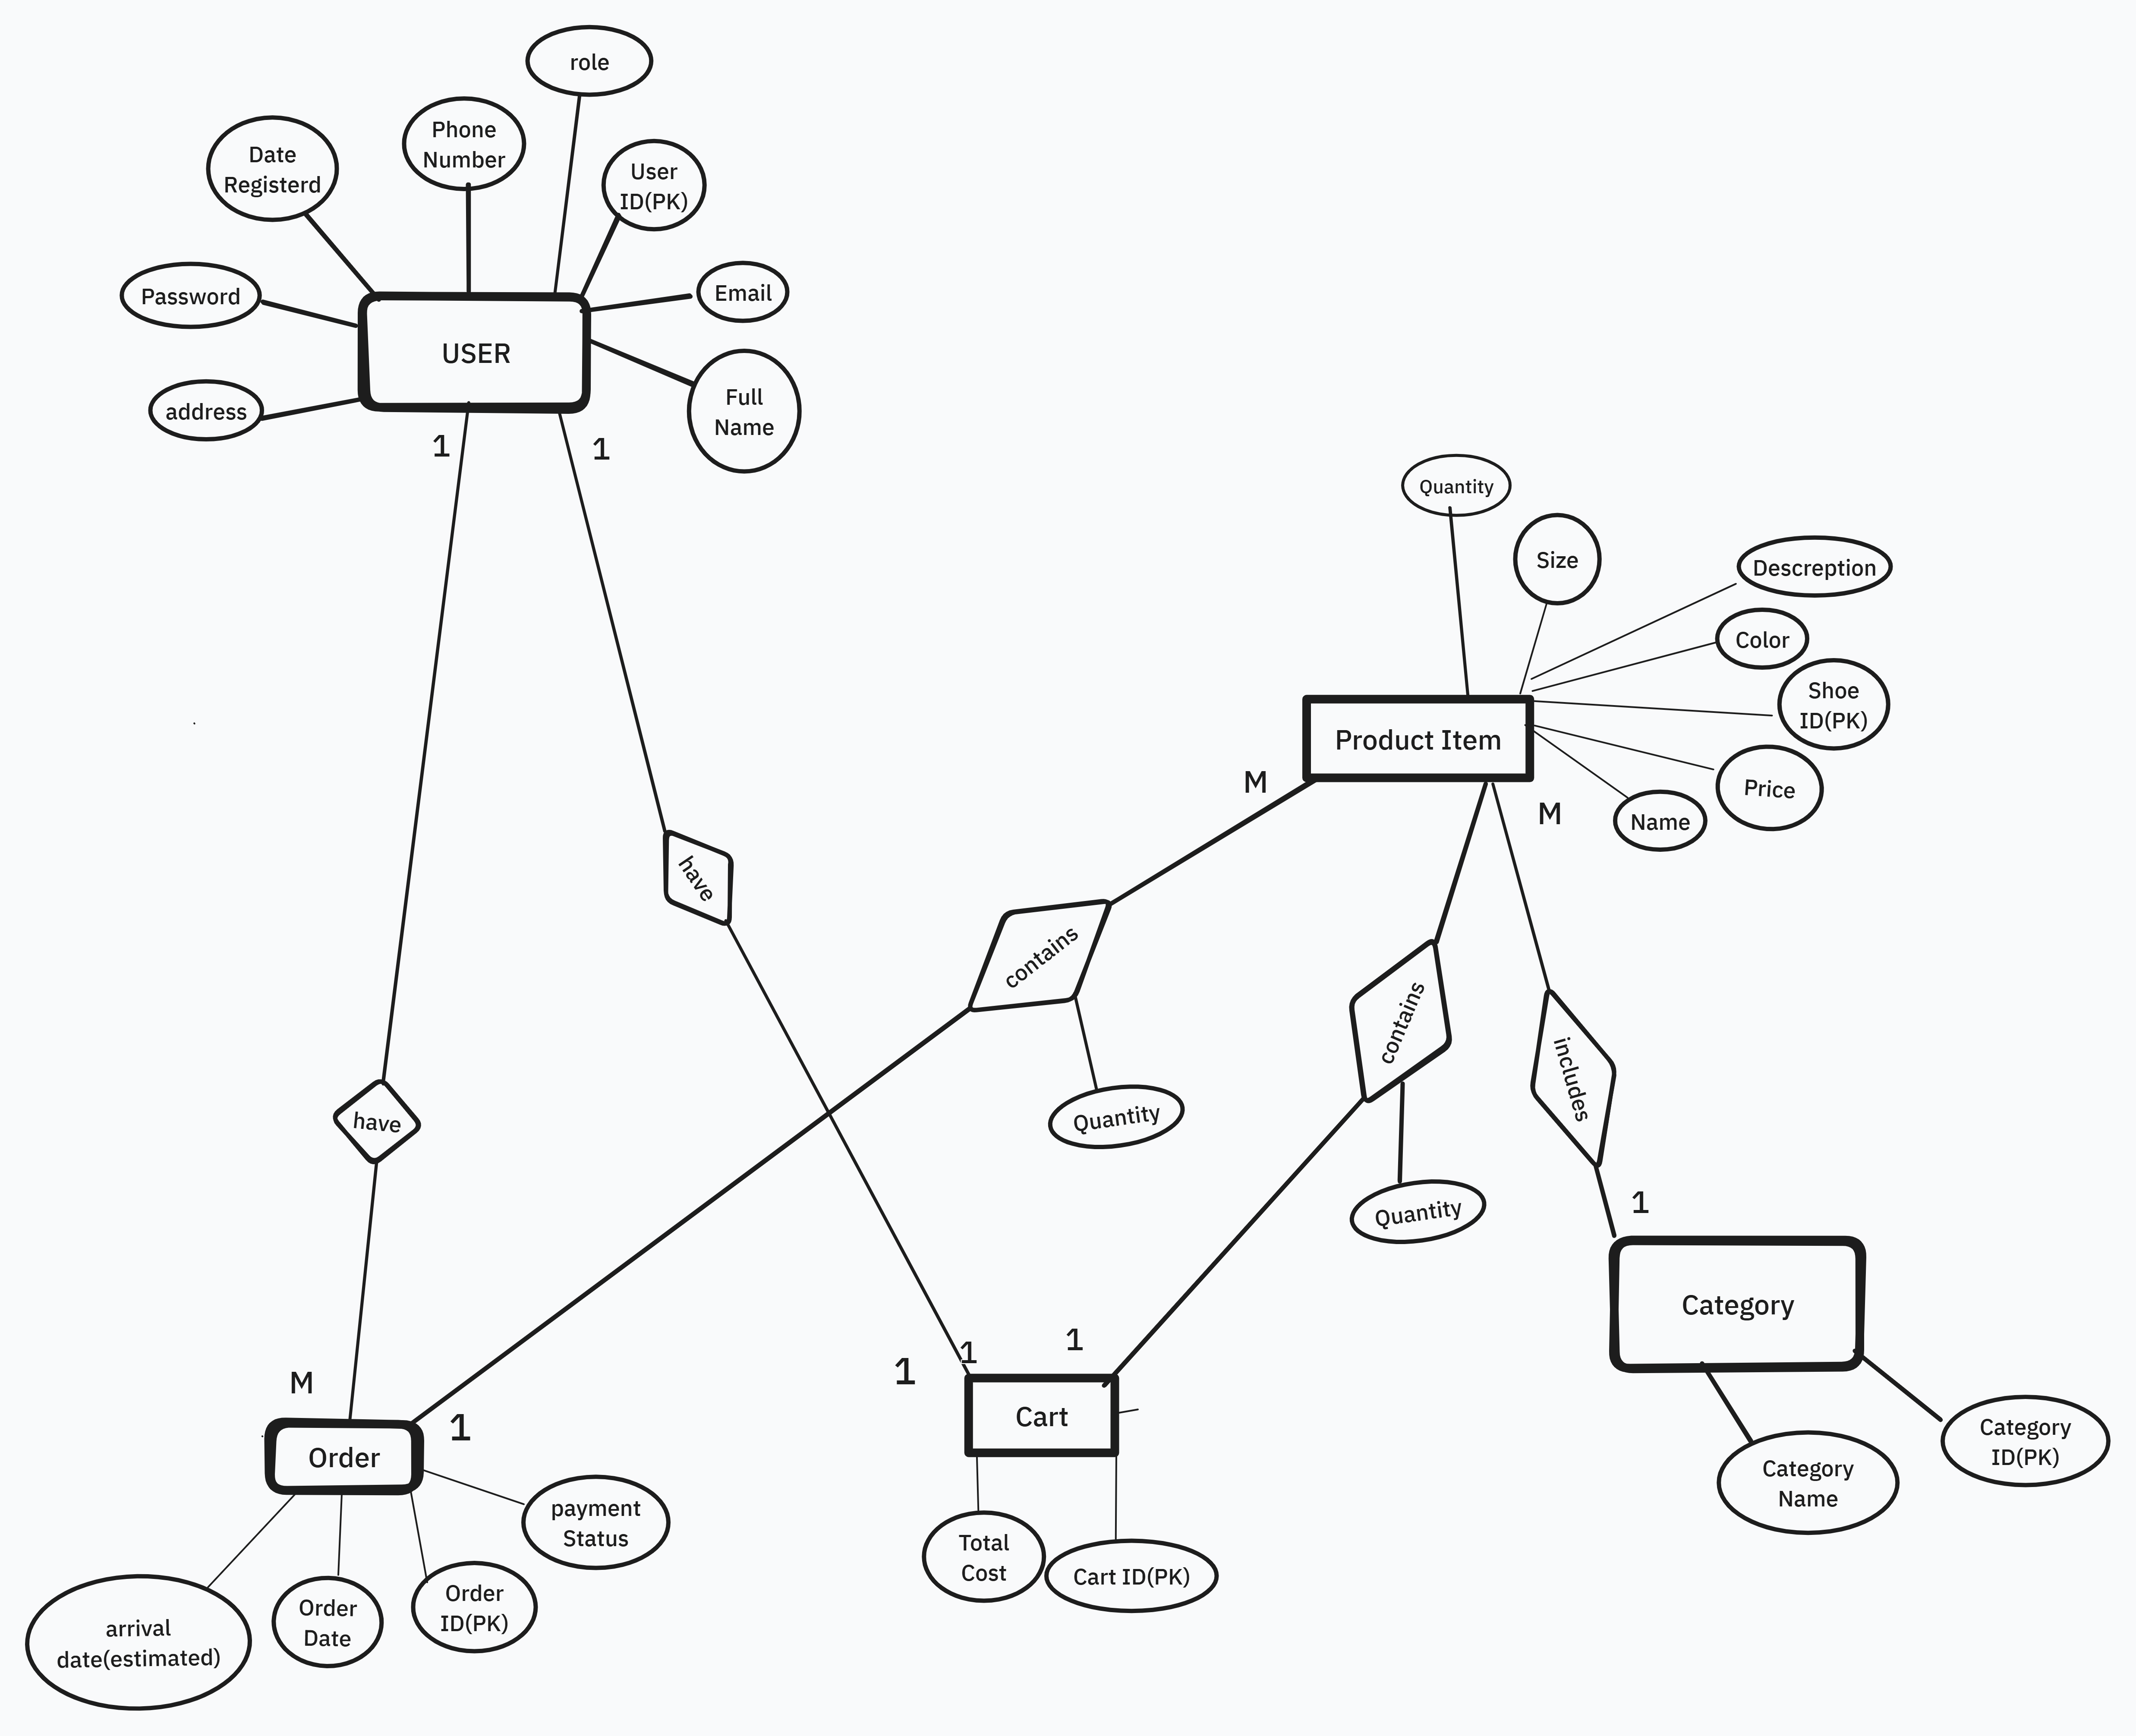 role
Phone
Number
Date
Registerd
User
ID(PK)
Email
Password
USER
Full
Name
address
1
1
Quantity
Size
Descreption
Color
Shoe
ID(PK)
Product Item
Price
Name
M
M
have
contains
contains
includes
Quantity
have
Quantity
1
Category
1
1
1
M
1
Cart
Order
Category
ID(PK)
Category
Name
payment
Status
Total
Cost
Cart ID(PK)
Order
ID(PK)
Order
Date
arrival
date(estimated)